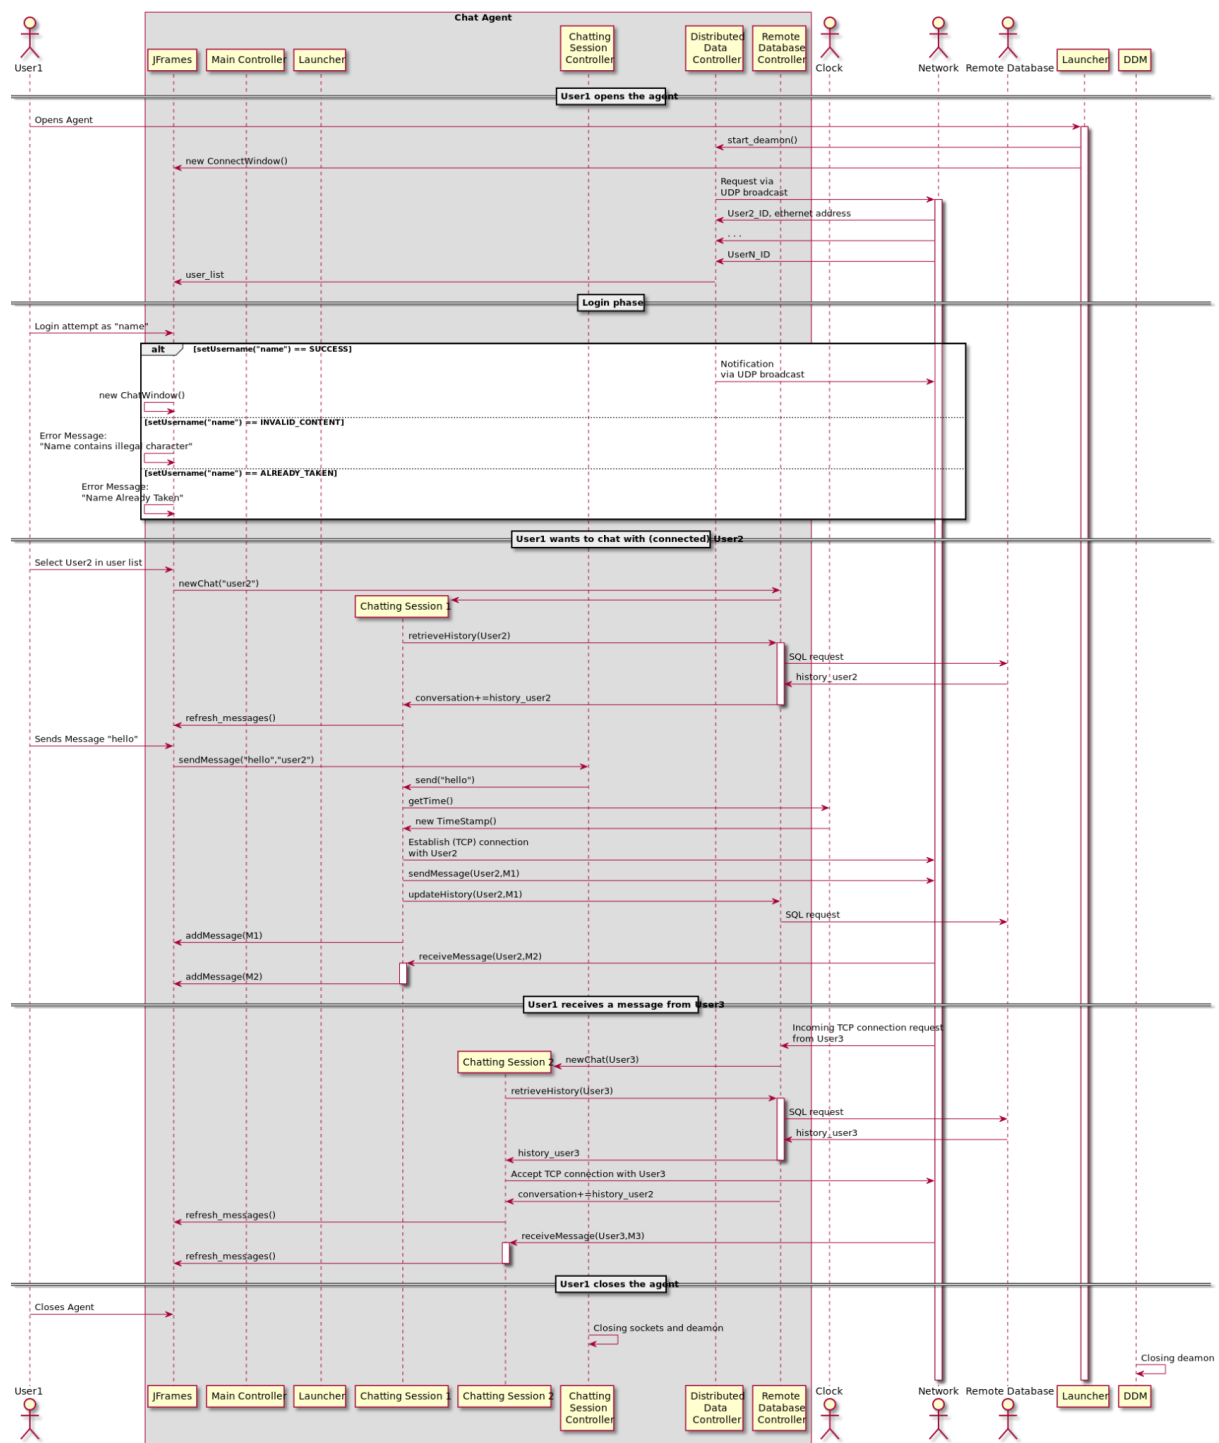 Chat Agent
User1
JFrames
Main Controller
Launcher
Chatting
Session
Controller
Distributed
Data
Controller
Remote
Database
Controller
Clock
Network
Remote Database
Launcher
DDM
User1 opens the agent
Opens Agent
start_deamon()
new ConnectWindow()
Request via
UDP broadcast
User2_ID, ethernet address
. . .
UserN_ID
user_list
Login phase
Login attempt as "name"
alt
[setUsername("name") == SUCCESS]
Notification
via UDP broadcast
new ChatWindow()
[setUsername("name") == INVALID_CONTENT]
Error Message:
"Name contains illegal character"
[setUsername("name") == ALREADY_TAKEN]
Error Message:
"Name Already Taken"
User1 wants to chat with (connected) User2
Select User2 in user list
newChat("user2")
Chatting Session 1
retrieveHistory(User2)
SQL request
history_user2
conversation+=history_user2
refresh_messages()
Sends Message "hello"
sendMessage("hello","user2")
send("hello")
getTime()
new TimeStamp()
Establish (TCP) connection
with User2
sendMessage(User2,M1)
updateHistory(User2,M1)
SQL request
addMessage(M1)
receiveMessage(User2,M2)
addMessage(M2)
User1 receives a message from User3
Incoming TCP connection request
from User3
Chatting Session 2
newChat(User3)
retrieveHistory(User3)
SQL request
history_user3
history_user3
Accept TCP connection with User3
conversation+=history_user2
refresh_messages()
receiveMessage(User3,M3)
refresh_messages()
User1 closes the agent
Closes Agent
Closing sockets and deamon
Closing deamon
User1
JFrames
Main Controller
Launcher
Chatting Session 1
Chatting Session 2
Chatting
Session
Controller
Distributed
Data
Controller
Remote
Database
Controller
Clock
Network
Remote Database
Launcher
DDM